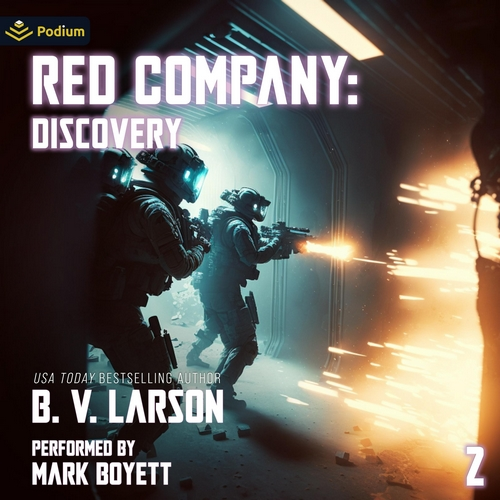 Podium
RED COMPANY:
DISCOVERY
USA TODAY BESTSELLING AUTHOR
B. V. LARSON
PERFORMED BY
MARK BOYETT
2